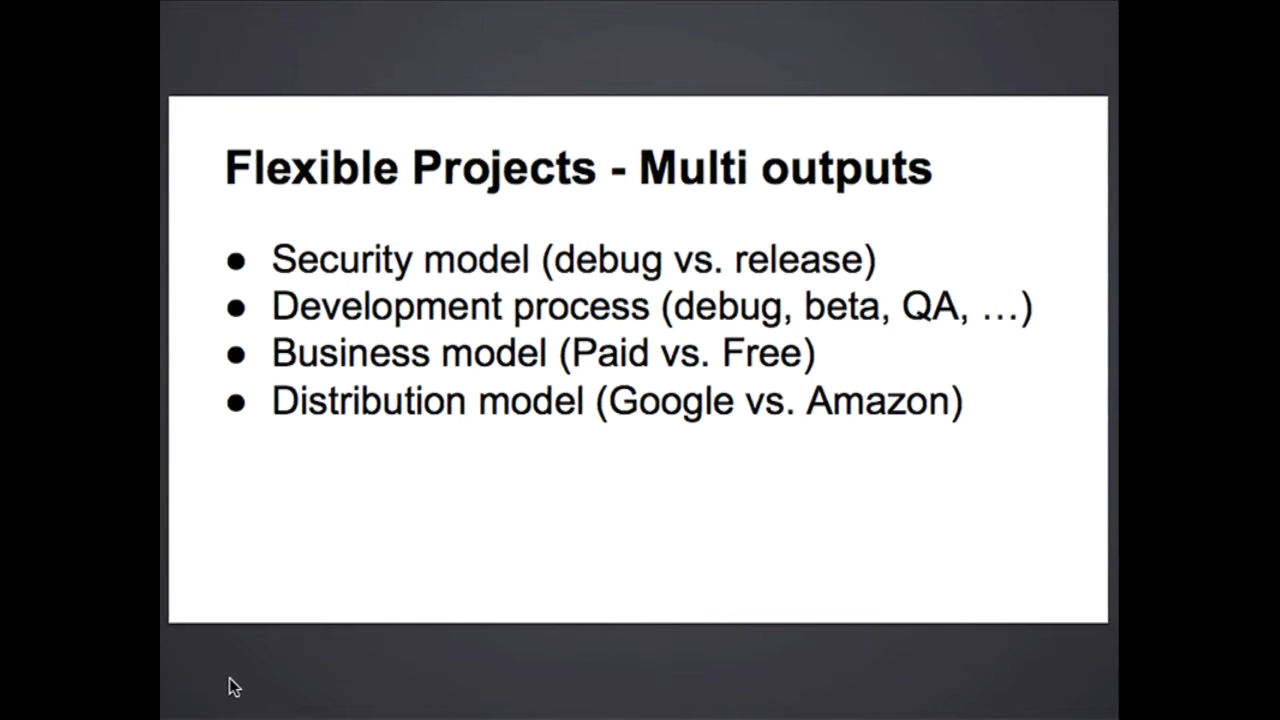 Flexible Projects - Multi outputs
● Security model (debug vs. release)
● Development process (debug, beta, QA, …)
● Business model (Paid vs. Free)
● Distribution model (Google vs. Amazon)